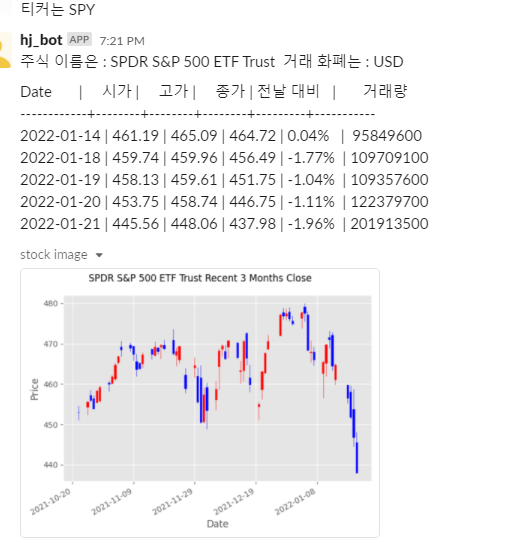 티커는 SPY
hj_bot APP 7:21 PM
주식 이름은 : SPDR S&P 500 ETF Trust 거래 화폐는 : USD
Date | 시가 | 고가 | 종가 | 전날 대비 | 거래량
------------+--------+--------+--------+---------+-----------
2022-01-14 | 461.19 | 465.09 | 464.72 | 0.04% | 95849600
2022-01-18 | 459.74 | 459.96 | 456.49 | -1.77% | 109709100
2022-01-19 | 458.13 | 459.61 | 451.75 | -1.04% | 109357600
2022-01-20 | 453.75 | 458.74 | 446.75 | -1.11% | 122379700
2022-01-21 | 445.56 | 448.06 | 437.98 | -1.96% | 201913500
stock image
SPDR S&P 500 ETF Trust Recent 3 Months Close
480
470
460
450
440
Price
2021-10-20
2021-11-09
2021-11-29
2021-12-19
2022-01-08
Date